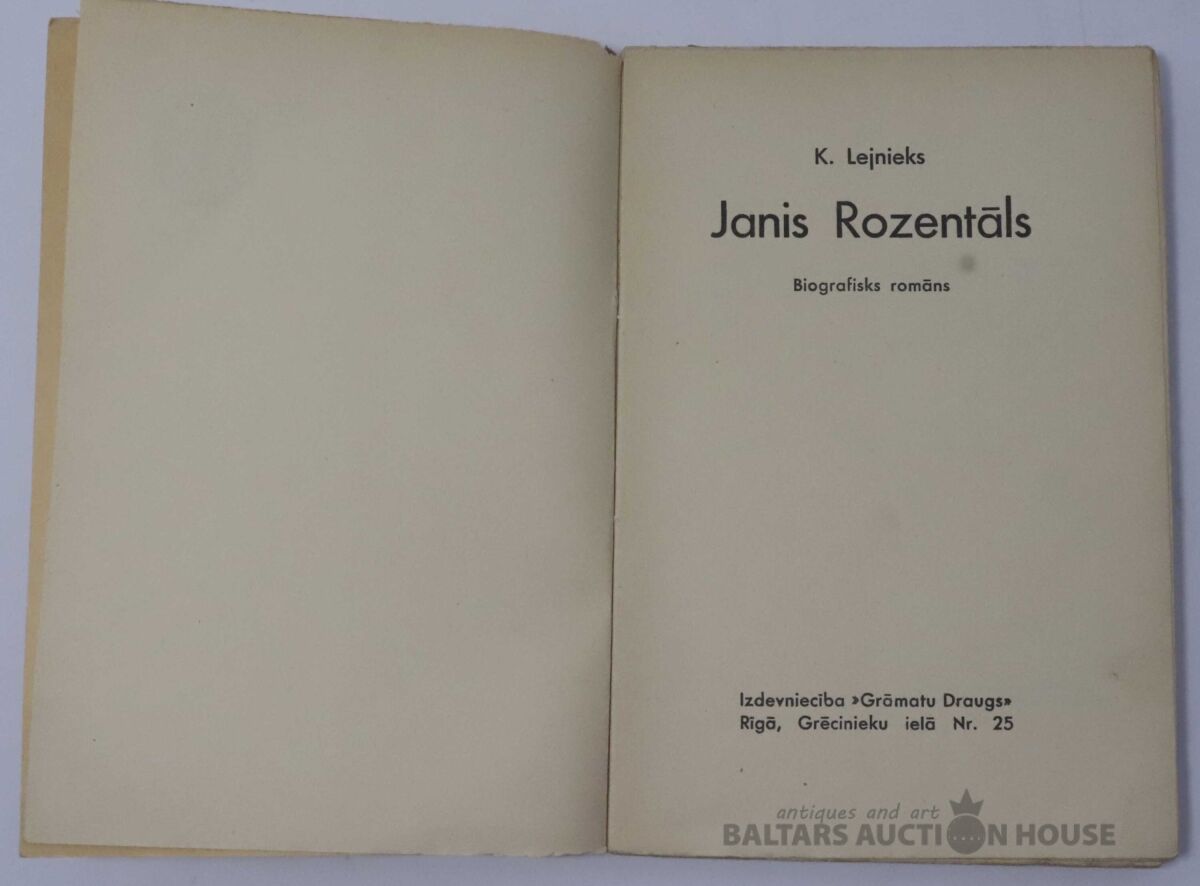 K. Lejnieks
Janis Rozentāls
Biografisks romāns
Izdevniecība »Grāmatu Draugs»
Rīgā, Grēcinieku ielā Nr. 25
antiques and art
BALTARS AUCTION HOUSE